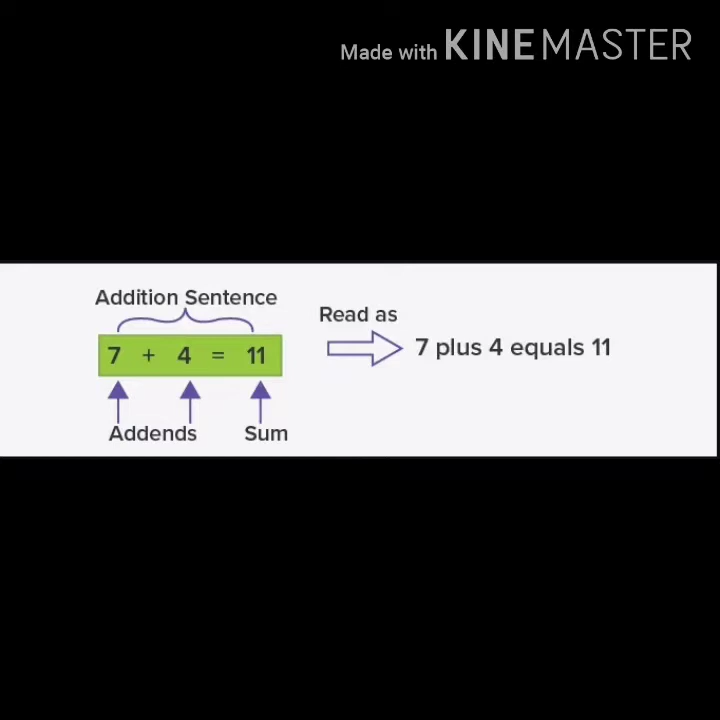 Made with KINEMASTER
Addition Sentence
7 + 4 = 11
Addends Sum
Read as
7 plus 4 equals 11